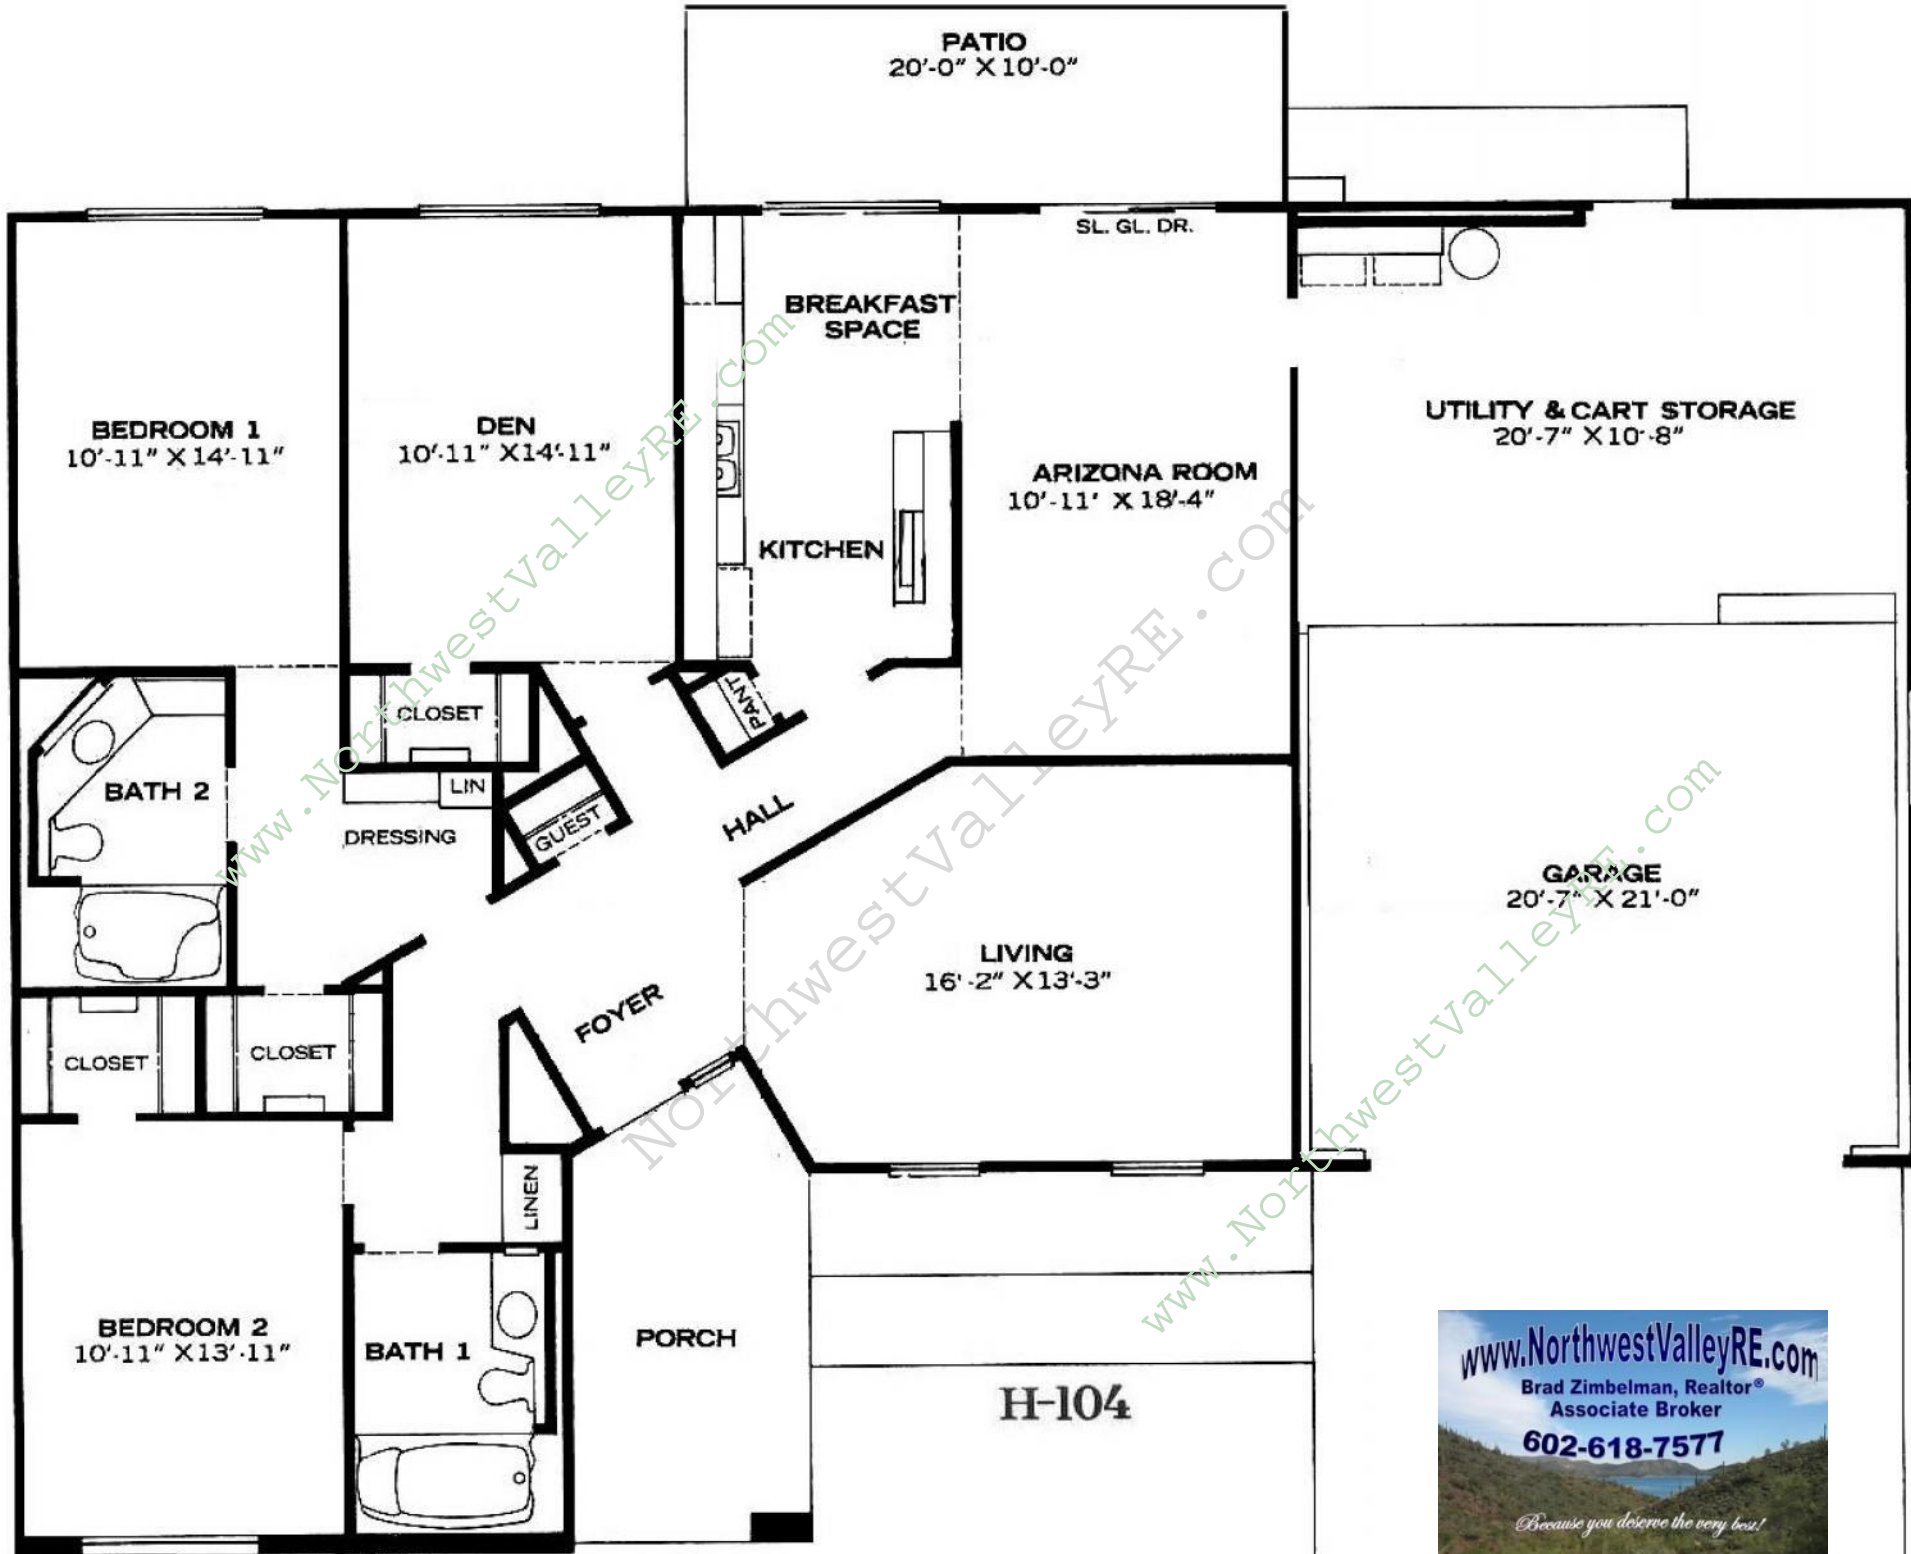 PATIO
20'-0" X 10'-0"
SL. GL. DR.
BREAKFAST
SPACE
BEDROOM 1
10'-11" X 14'-11"
DEN
10'-11" X 14'-11"
UTILITY & CART STORAGE
20'-7" X 10'-8"
ARIZONA ROOM
10'-11' X 18'-4"
KITCHEN
PANT
CLOSET
LIN
BATH 2
DRESSING
GUEST
HALL
GARAGE
20'-7" X 21'-0"
LIVING
16'-2" X 13'-3"
FOYER
CLOSET
CLOSET
LINEN
BEDROOM 2
10'-11" X 13'-11"
BATH 1
PORCH
H-104
www.NorthwestValleyRE.com
NorthwestValleyRE.com
www.NorthwestValleyRE.com
www.NorthwestValleyRE.com
Brad Zimbelman, Realtor®
Associate Broker
602-618-7577
Because you deserve the very best!